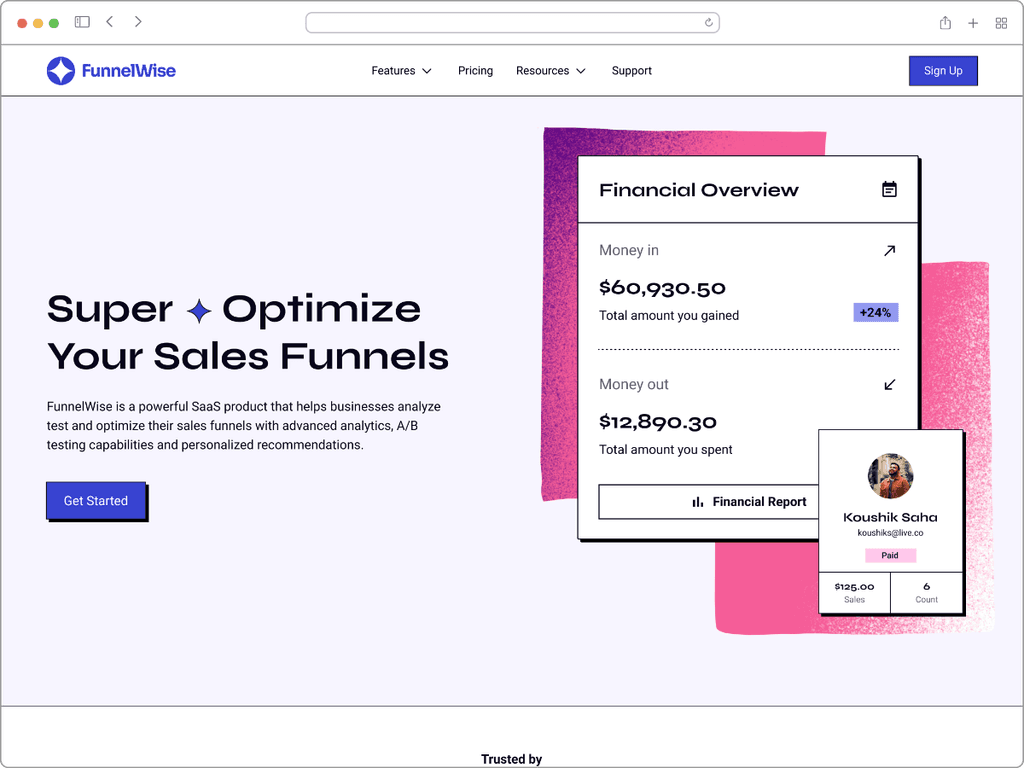 FunnelWise
Features
Pricing
Resources
Support
Sign Up
Super Optimize
Your Sales Funnels
FunnelWise is a powerful SaaS product that helps businesses analyze
test and optimize their sales funnels with advanced analytics, A/B
testing capabilities and personalized recommendations.
Get Started
Financial Overview
Money in
$60,930.50
Total amount you gained
+24%
Money out
$12,890.30
Total amount you spent
Financial Report
Koushik Saha
koushiks@live.co
Paid
$125.00
Sales
6
Count
Trusted by